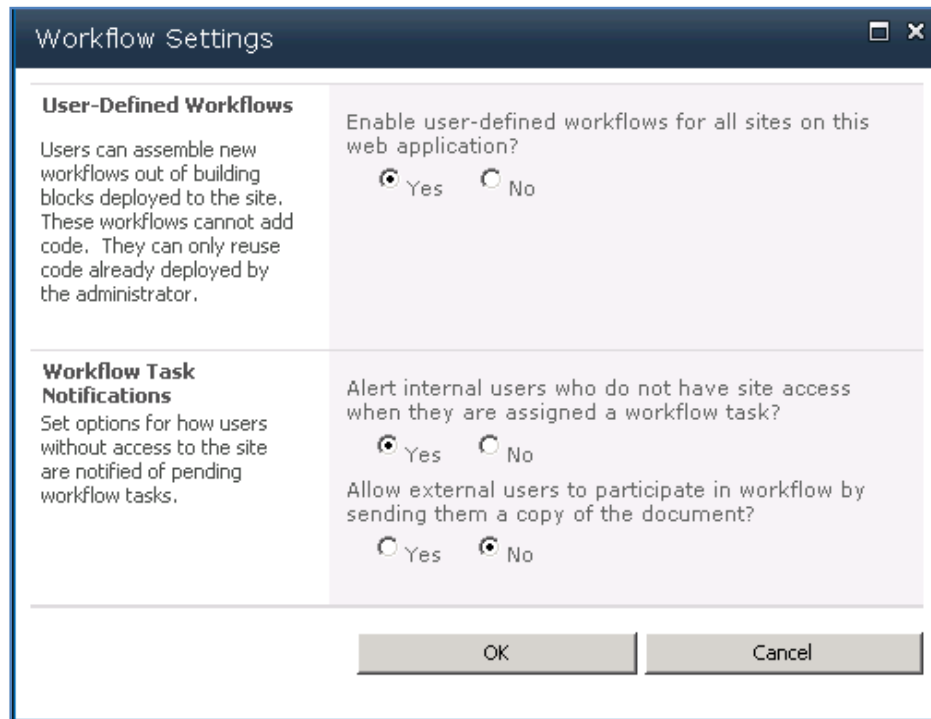 Workflow Settings
User-Defined Workflows
Users can assemble new
workflows out of building
blocks deployed to the site.
These workflows cannot add
code.  They can only reuse
code already deployed by
the administrator.
Enable user-defined workflows for all sites on this
web application?
Yes No
Workflow Task
Notifications
Set options for how users
without access to the site
are notified of pending
workflow tasks.
Alert internal users who do not have site access
when they are assigned a workflow task?
Yes No
Allow external users to participate in workflow by
sending them a copy of the document?
Yes No
OK Cancel